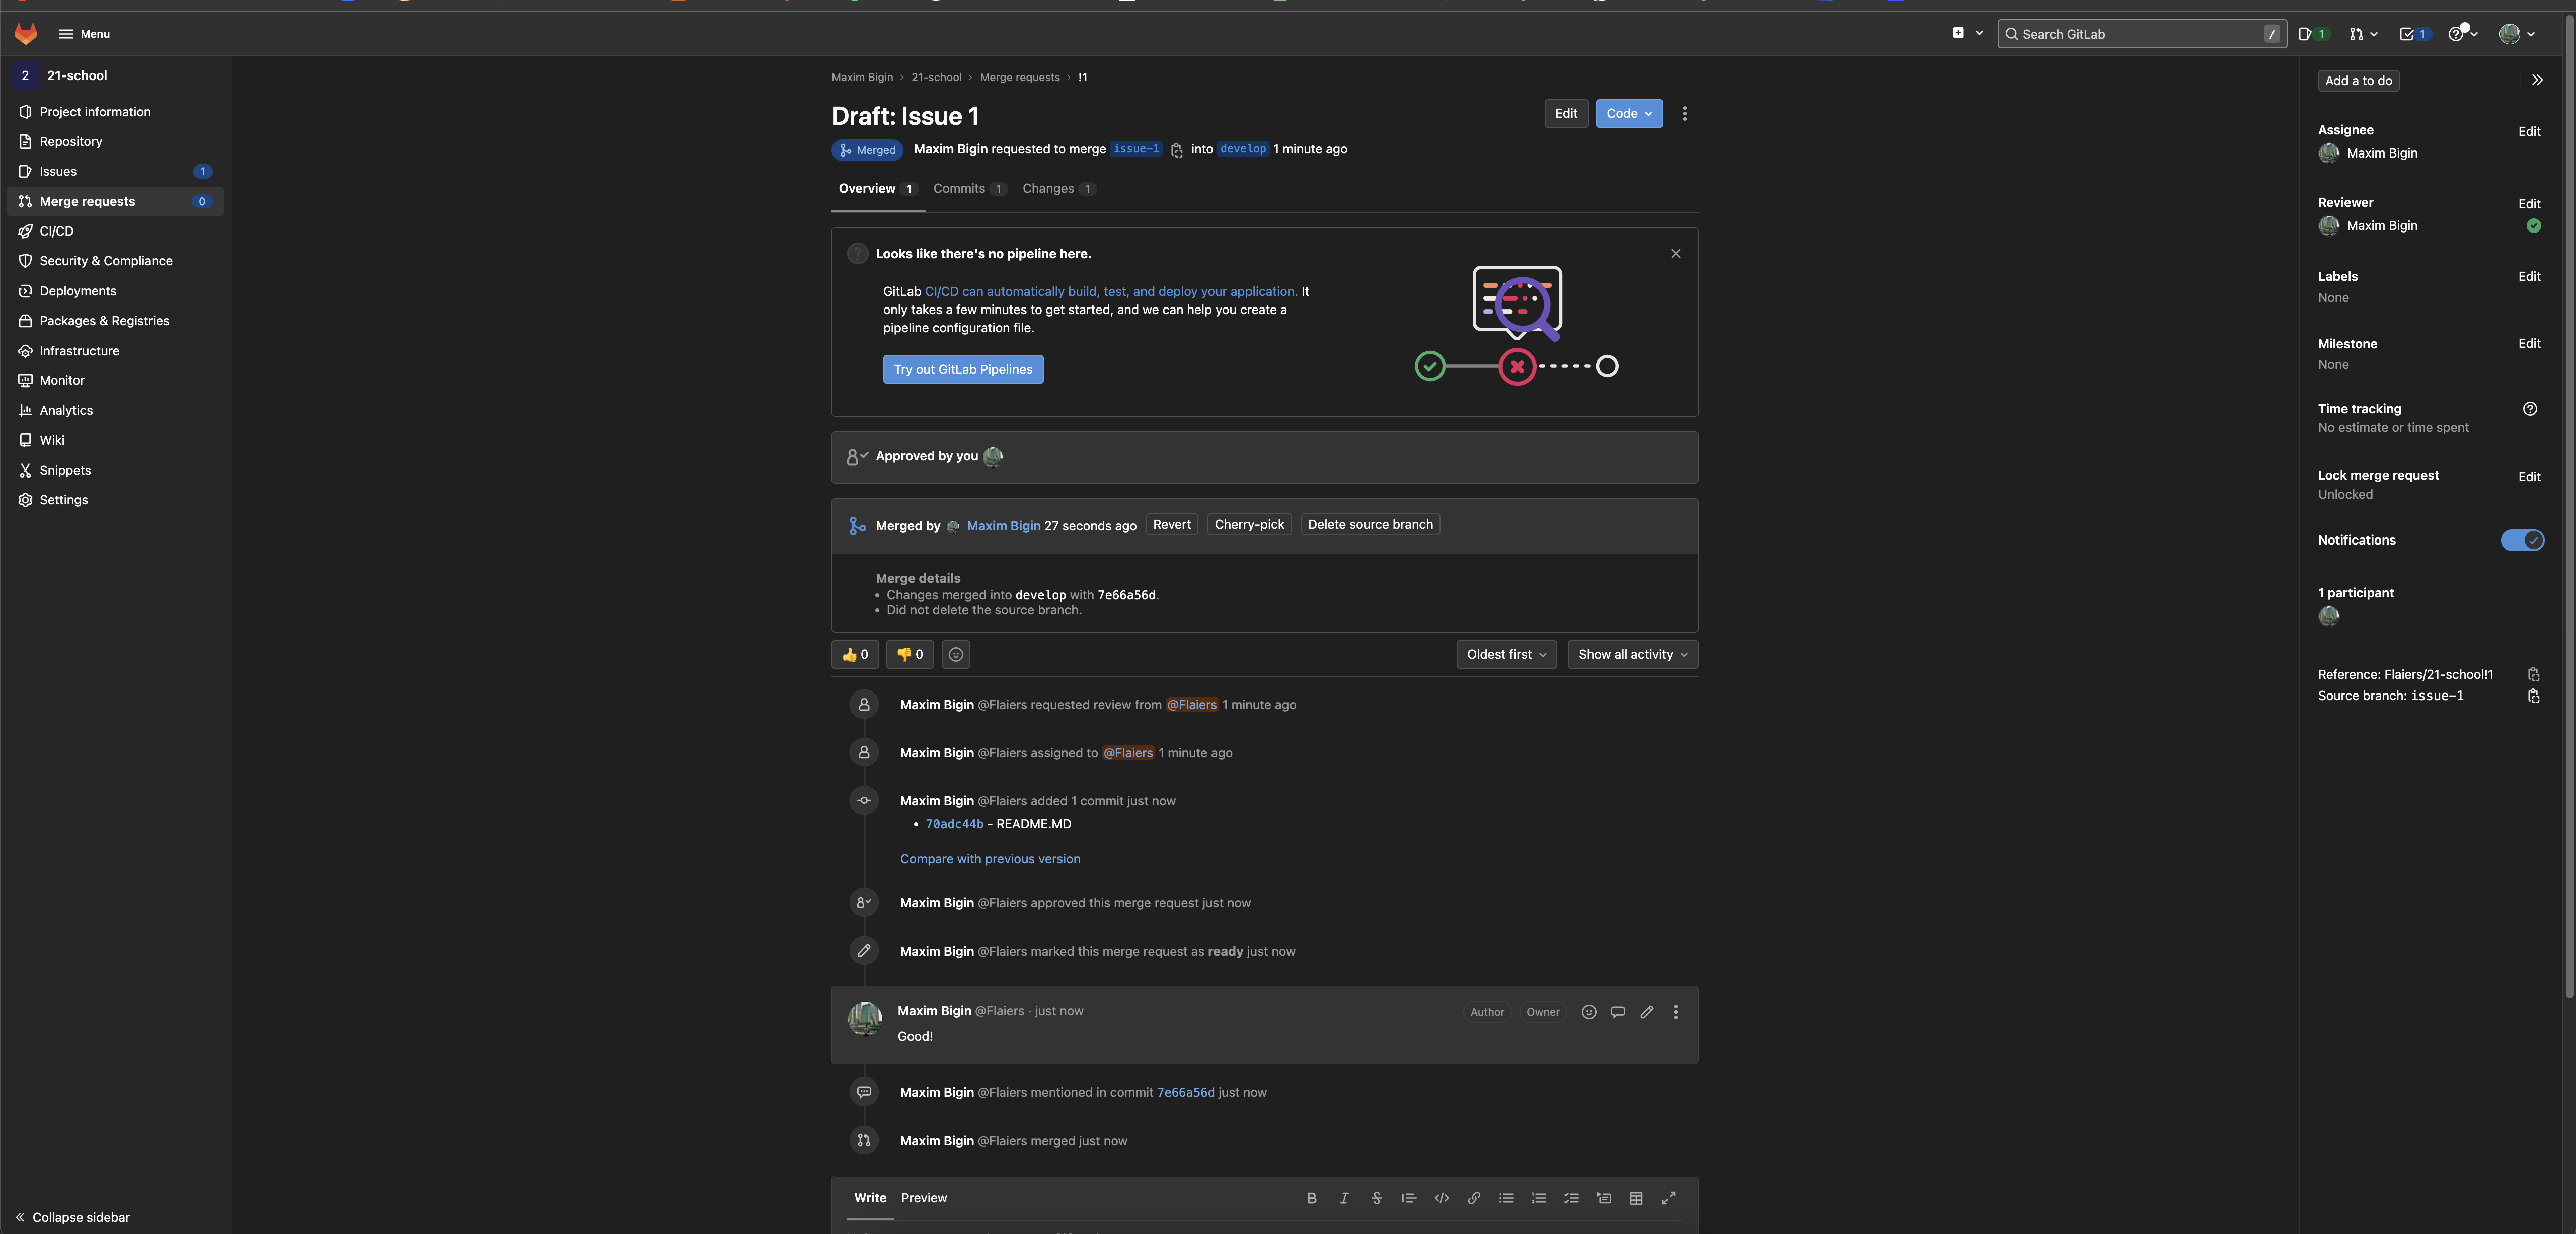 Menu
Search GitLab
/
1
1
2 21-school
Project information
Repository
Issues 1
Merge requests 0
CI/CD
Security & Compliance
Deployments
Packages & Registries
Infrastructure
Monitor
Analytics
Wiki
Snippets
Settings
Collapse sidebar
Maxim Bigin › 21-school › Merge requests › !1
Draft: Issue 1
Edit Code
Merged Maxim Bigin requested to merge issue-1 into develop 1 minute ago
Overview 1 Commits 1 Changes 1
Looks like there's no pipeline here.
GitLab CI/CD can automatically build, test, and deploy your application. It
only takes a few minutes to get started, and we can help you create a
pipeline configuration file.
Try out GitLab Pipelines
Approved by you
Merged by Maxim Bigin 27 seconds ago Revert Cherry-pick Delete source branch
Merge details
• Changes merged into develop with 7e66a56d.
• Did not delete the source branch.
👍 0 👎 0
Oldest first Show all activity
Maxim Bigin @Flaiers requested review from @Flaiers 1 minute ago
Maxim Bigin @Flaiers assigned to @Flaiers 1 minute ago
Maxim Bigin @Flaiers added 1 commit just now
• 70adc44b - README.MD
Compare with previous version
Maxim Bigin @Flaiers approved this merge request just now
Maxim Bigin @Flaiers marked this merge request as ready just now
Maxim Bigin @Flaiers · just now
Author Owner
Good!
Maxim Bigin @Flaiers mentioned in commit 7e66a56d just now
Maxim Bigin @Flaiers merged just now
Write Preview
Add a to do
Assignee Edit
Maxim Bigin
Reviewer Edit
Maxim Bigin
Labels Edit
None
Milestone Edit
None
Time tracking
No estimate or time spent
Lock merge request Edit
Unlocked
Notifications
1 participant
Reference: Flaiers/21-school!1
Source branch: issue-1